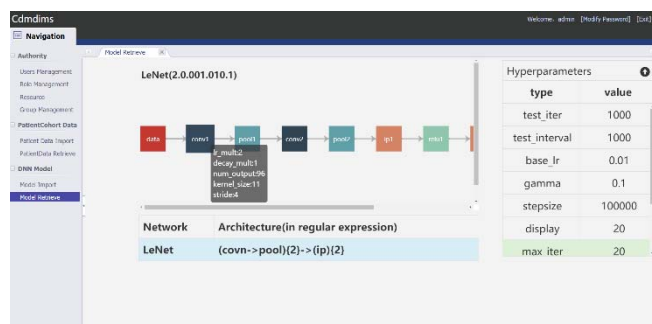 Cdmdims
Welcome, admin [Modify Password] [Exit]
Navigation
Model Retreve
Authority
Users Management
Role Management
Resource
Group Management
PatientCohort Data
Patient Data Import
PatientData Retreve
DNN Model
Model Import
Model Retreve
LeNet(2.0.001.010.1)
data
conv1
pool1
conv2
pool2
ip1
relu1
lr_mult:2
decay_mult:1
num_output:96
kernel_size:11
stride:4
Network Architecture(in regular expression)
LeNet (covn->pool){2}->(ip){2}
Hyperparameters
type value
test_iter 1000
test_interval 1000
base_lr 0.01
gamma 0.1
stepsize 100000
display 20
max_iter 20